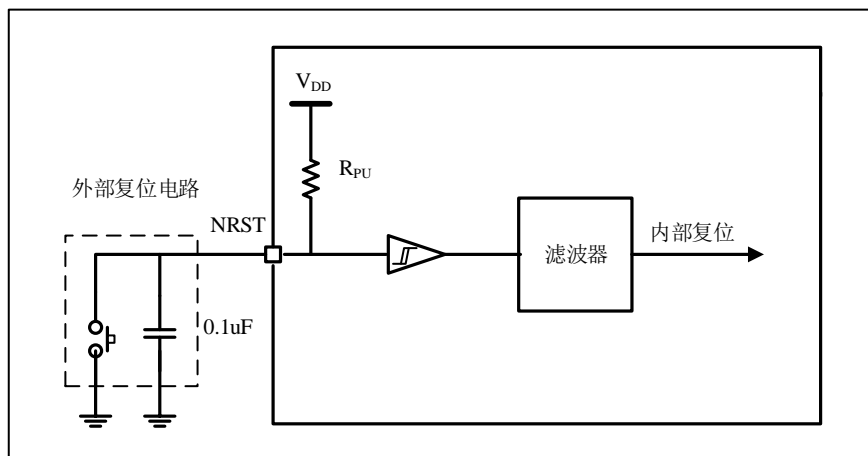 V_DD
R_PU
外部复位电路
NRST
内部复位
滤波器
0.1uF